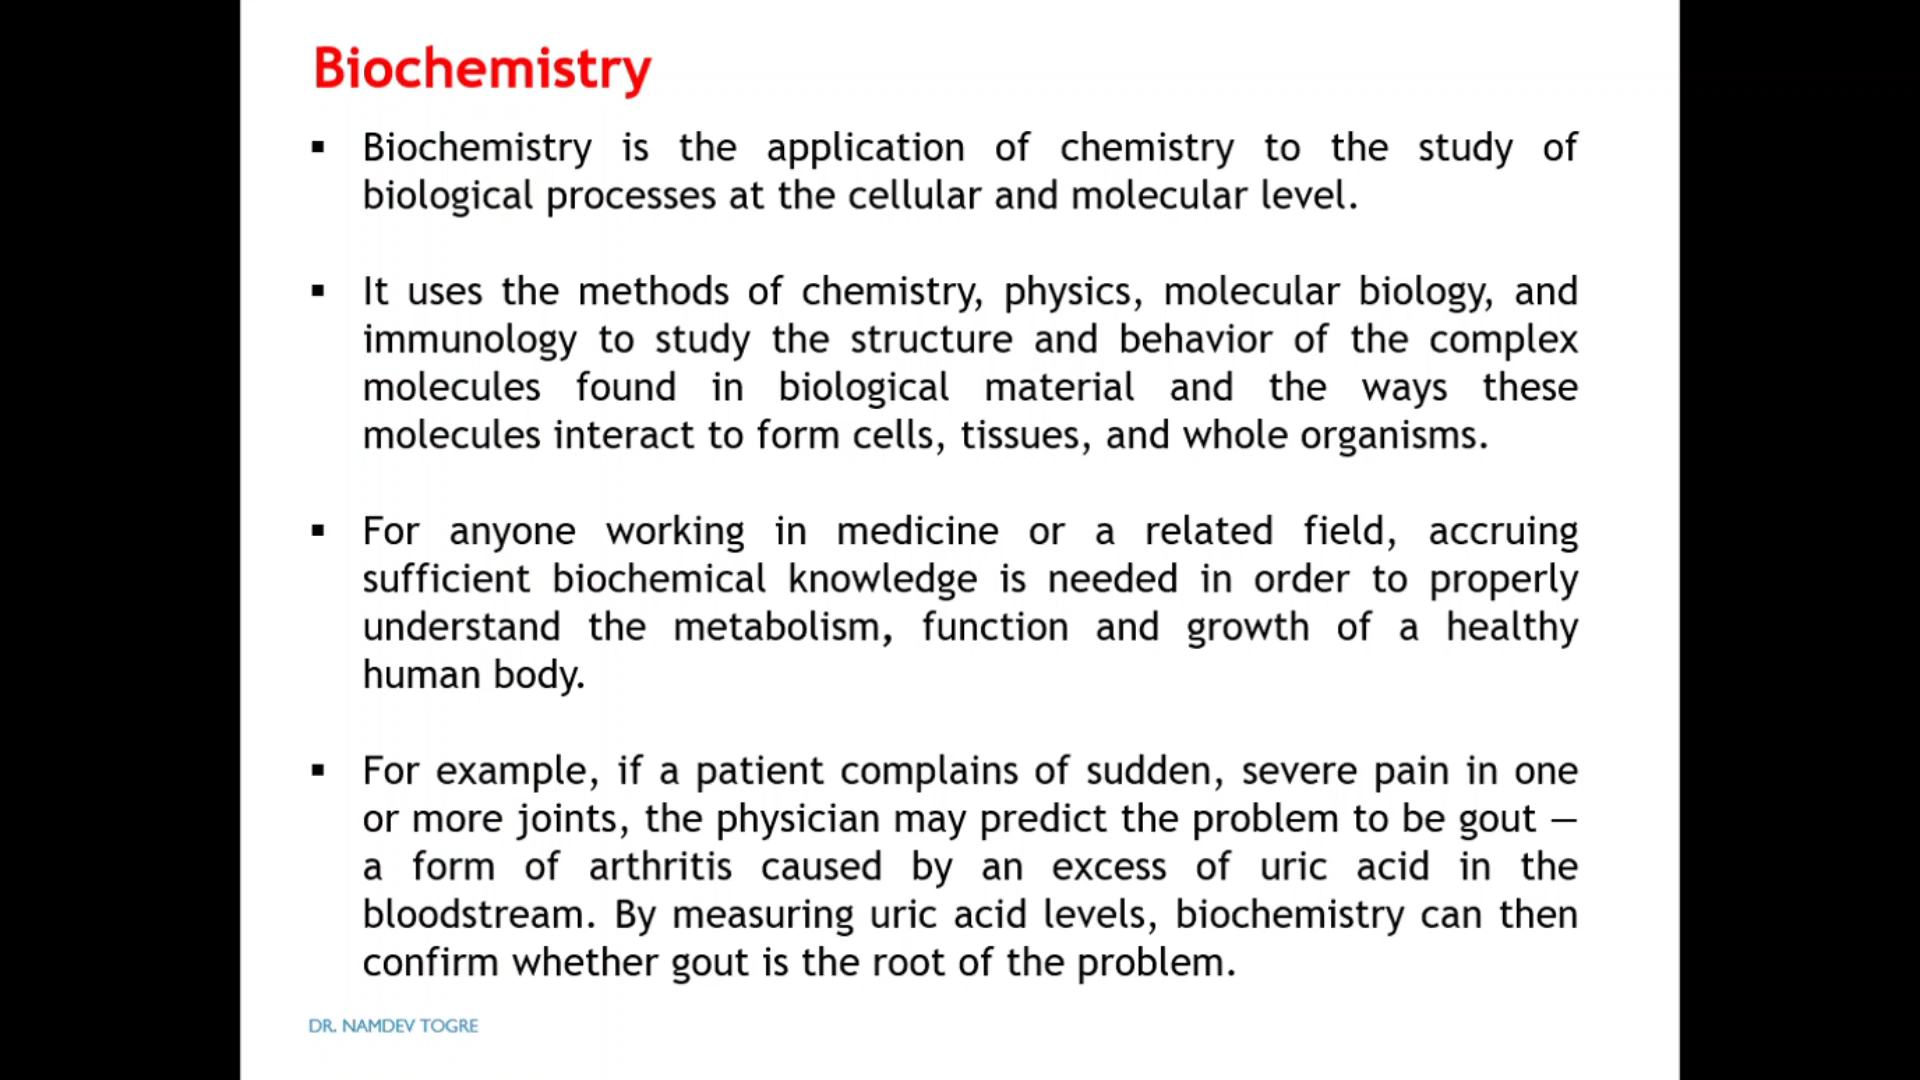 Biochemistry
▪ Biochemistry is the application of chemistry to the study of
biological processes at the cellular and molecular level.
▪ It uses the methods of chemistry, physics, molecular biology, and
immunology to study the structure and behavior of the complex
molecules found in biological material and the ways these
molecules interact to form cells, tissues, and whole organisms.
▪ For anyone working in medicine or a related field, accruing
sufficient biochemical knowledge is needed in order to properly
understand the metabolism, function and growth of a healthy
human body.
▪ For example, if a patient complains of sudden, severe pain in one
or more joints, the physician may predict the problem to be gout —
a form of arthritis caused by an excess of uric acid in the
bloodstream. By measuring uric acid levels, biochemistry can then
confirm whether gout is the root of the problem.
DR. NAMDEV TOGRE